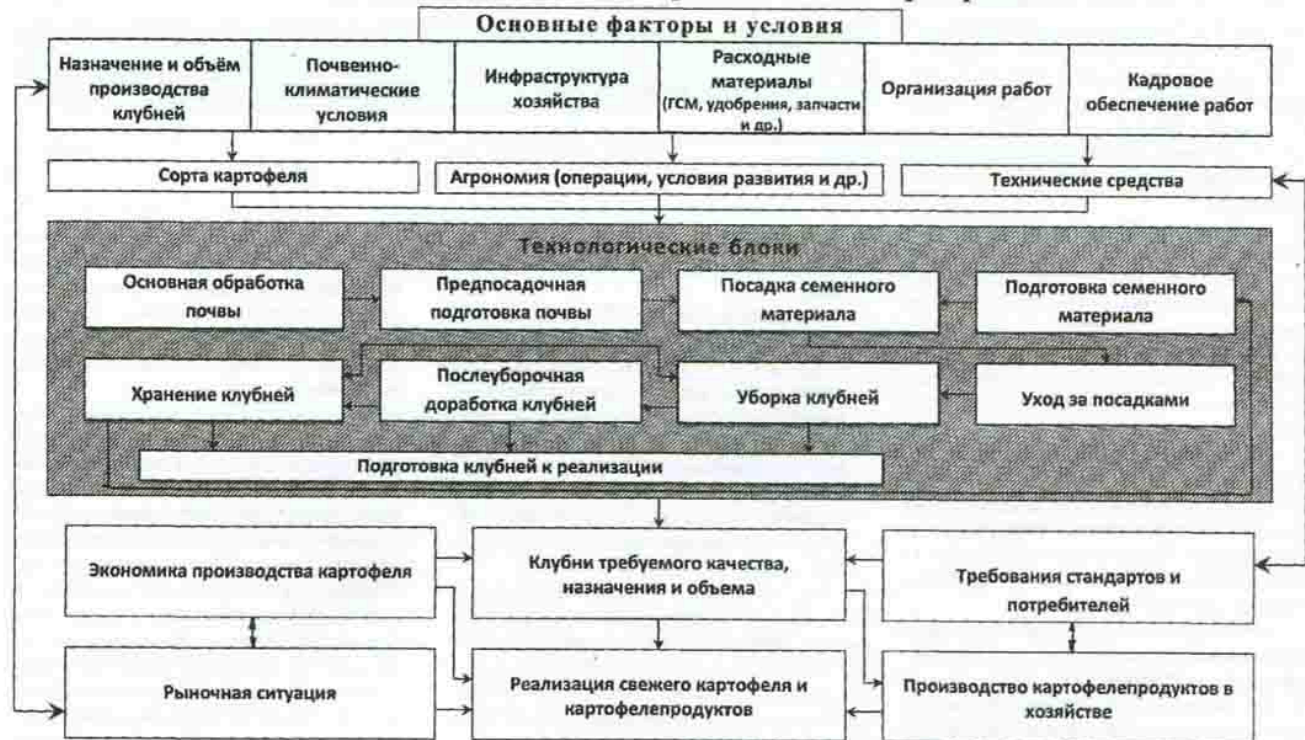 Основные факторы и условия
Назначение и объём
производства
клубней
Почвенно-
климатические
условия
Инфраструктура
хозяйства
Расходные
материалы
(ГСМ, удобрения, запчасти
и др.)
Организация работ
Кадровое
обеспечение работ
Сорта картофеля
Агрономия (операции, условия развития и др.)
Технические средства
Технологические блоки
Основная обработка
почвы
Предпосадочная
подготовка почвы
Посадка семенного
материала
Подготовка семенного
материала
Хранение клубней
Послеуборочная
доработка клубней
Уборка клубней
Уход за посадками
Подготовка клубней к реализации
Экономика производства картофеля
Клубни требуемого качества,
назначения и объема
Требования стандартов и
потребителей
Рыночная ситуация
Реализация свежего картофеля и
картофелепродуктов
Производство картофелепродуктов в
хозяйстве